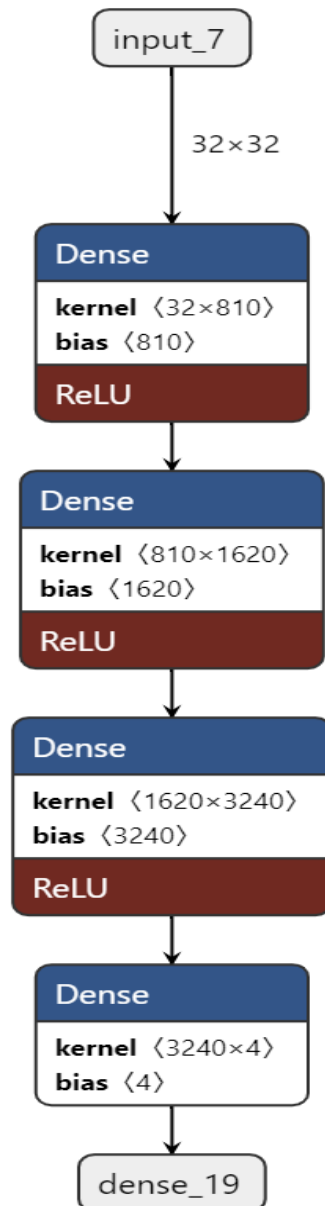 input_7
32×32
Dense
kernel 〈32×810〉
bias 〈810〉
ReLU
Dense
kernel 〈810×1620〉
bias 〈1620〉
ReLU
Dense
kernel 〈1620×3240〉
bias 〈3240〉
ReLU
Dense
kernel 〈3240×4〉
bias 〈4〉
dense_19